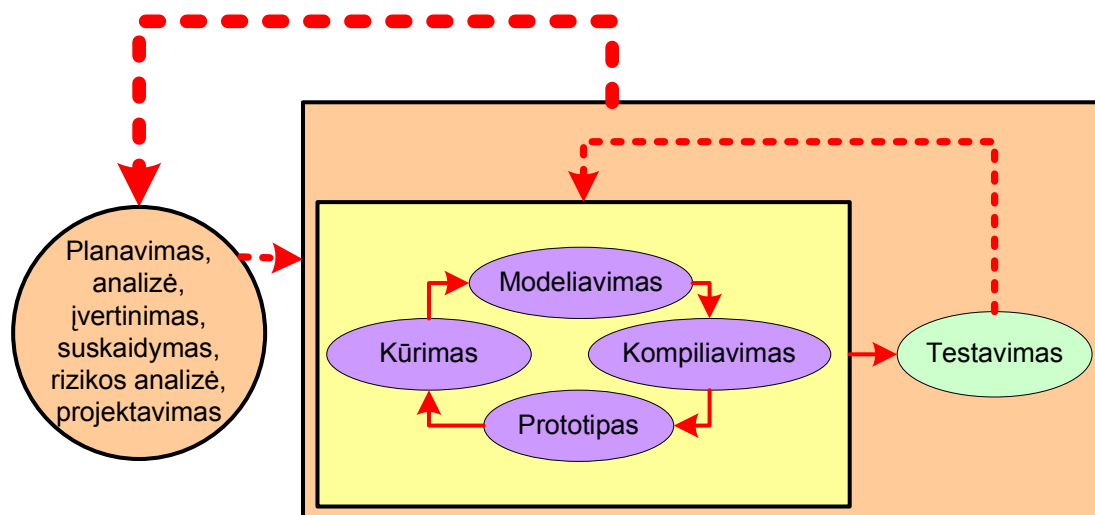 Planavimas,
analizė,
įvertinimas,
suskaidymas,
rizikos analizė,
projektavimas
Modeliavimas
Kūrimas
Kompiliavimas
Prototipas
Testavimas